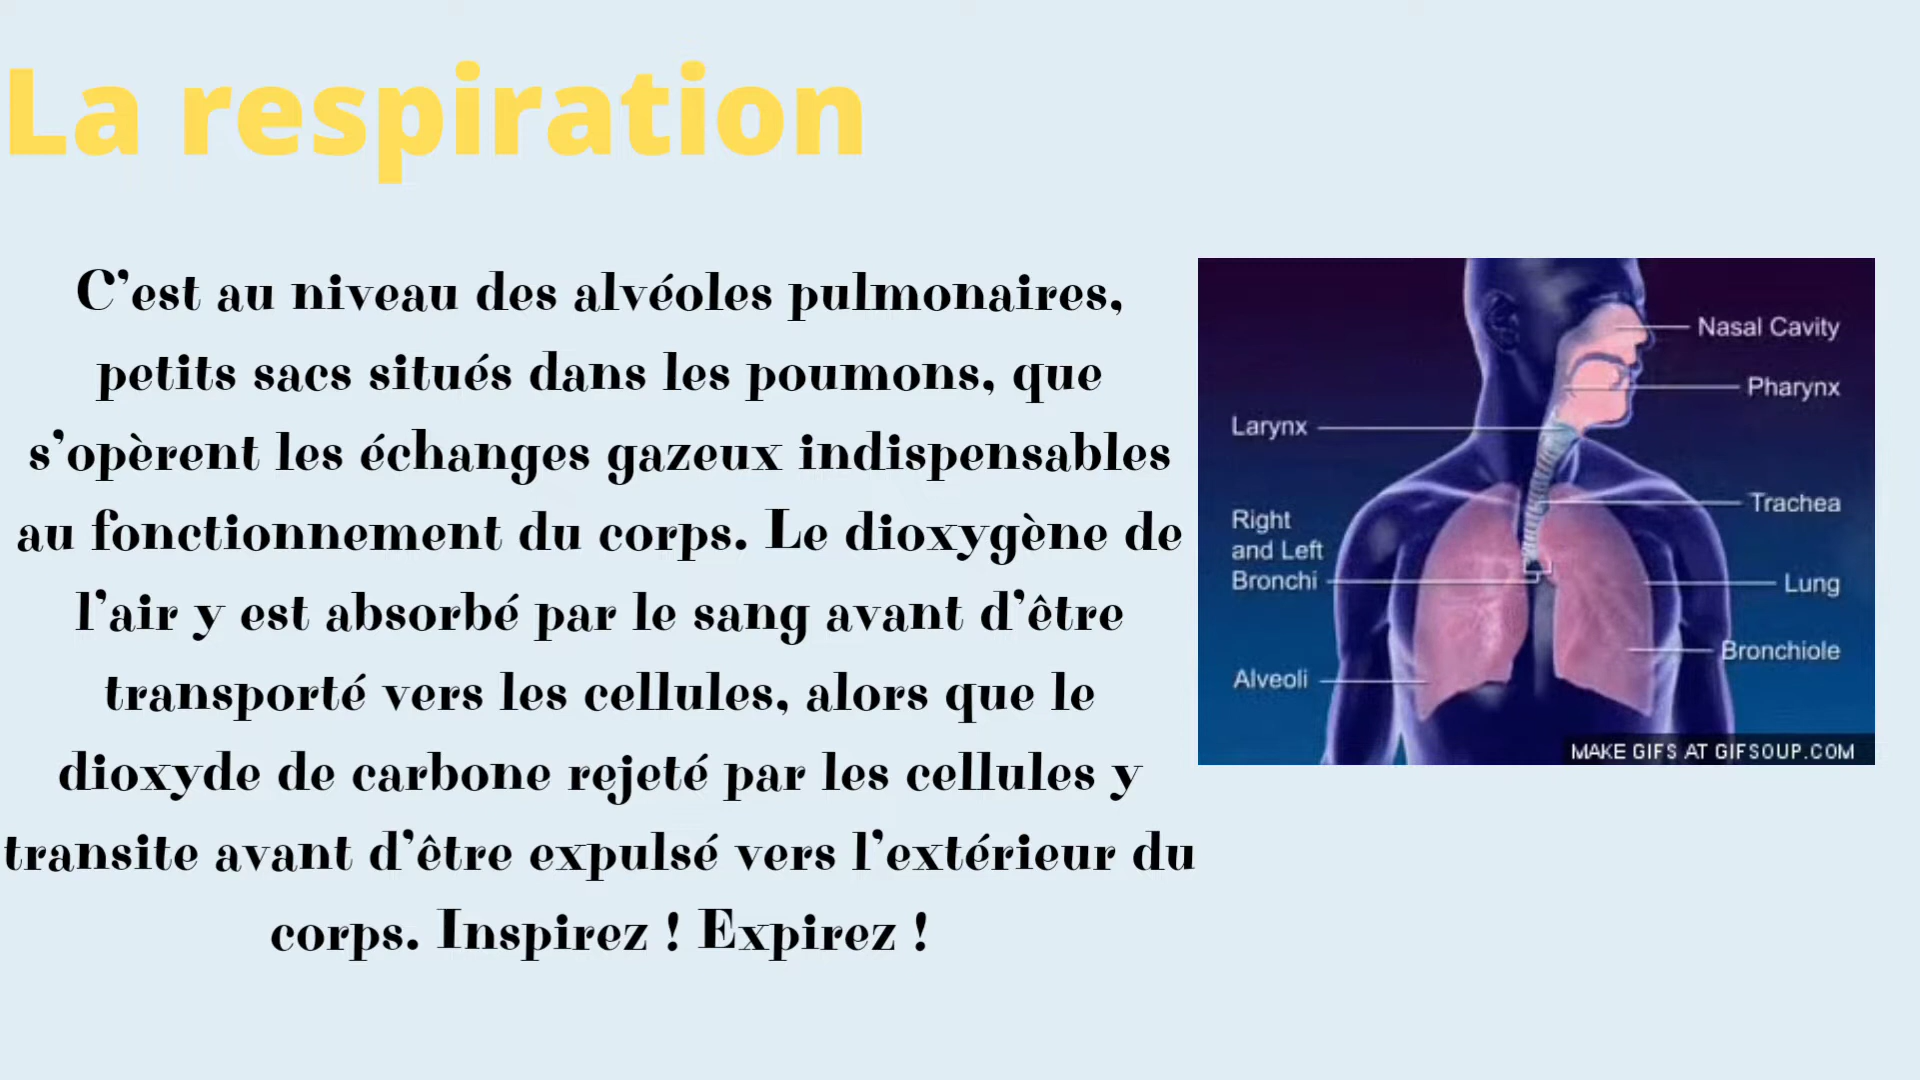 La respiration
C’est au niveau des alvéoles pulmonaires,
petits sacs situés dans les poumons, que
s’opèrent les échanges gazeux indispensables
au fonctionnement du corps. Le dioxygène de
l’air y est absorbé par le sang avant d’être
transporté vers les cellules, alors que le
dioxyde de carbone rejeté par les cellules y
transite avant d’être expulsé vers l’extérieur du
corps. Inspirez ! Expirez !
Nasal Cavity
Pharynx
Larynx
Trachea
Right
and Left
Bronchi
Lung
Bronchiole
Alveoli
MAKE GIFS AT GIFSOUP.COM